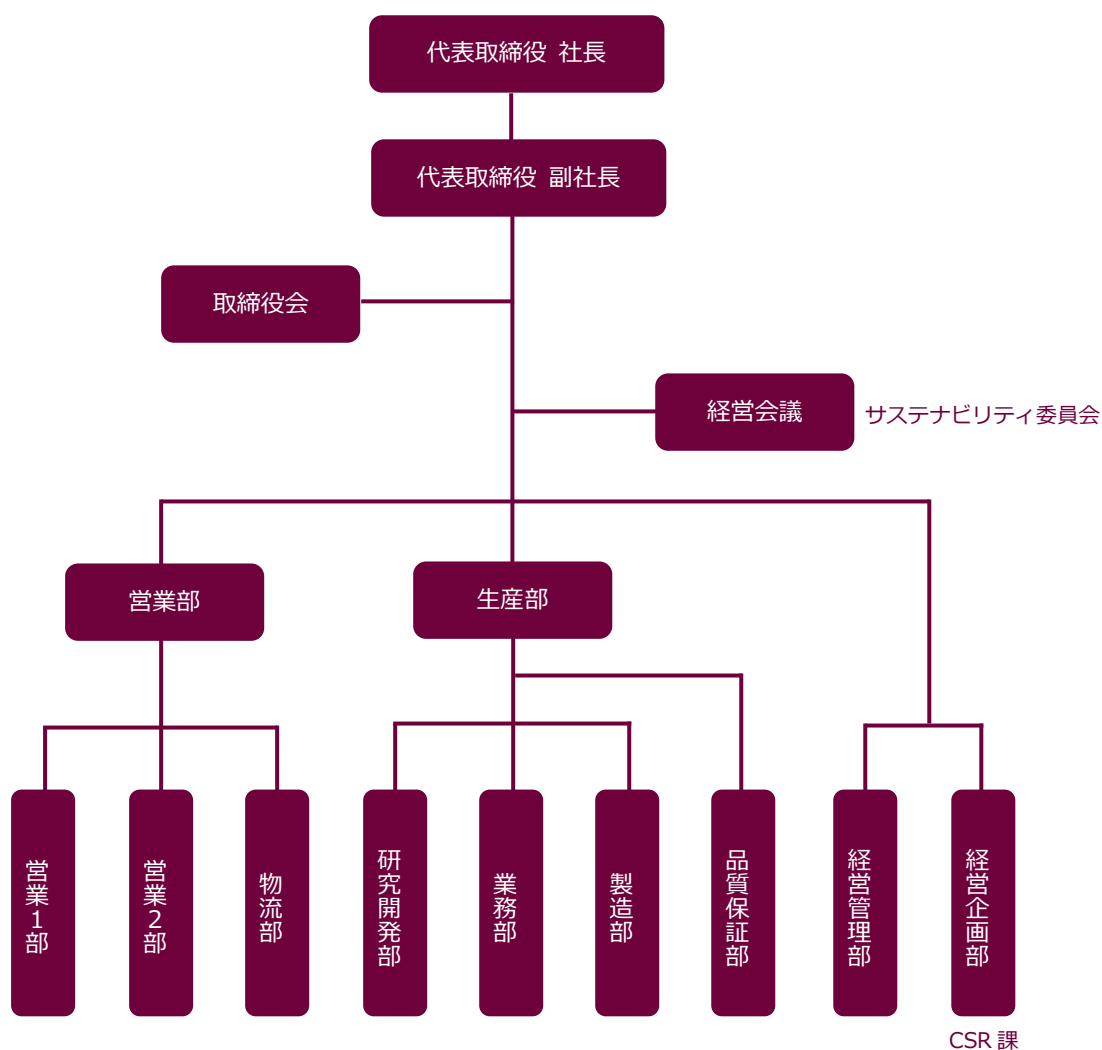 代表取締役 社長
代表取締役 副社長
取締役会
経営会議
サステナビリティ委員会
営業部
生産部
営業1部
営業2部
物流部
研究開発部
業務部
製造部
品質保証部
経営管理部
経営企画部
CSR 課